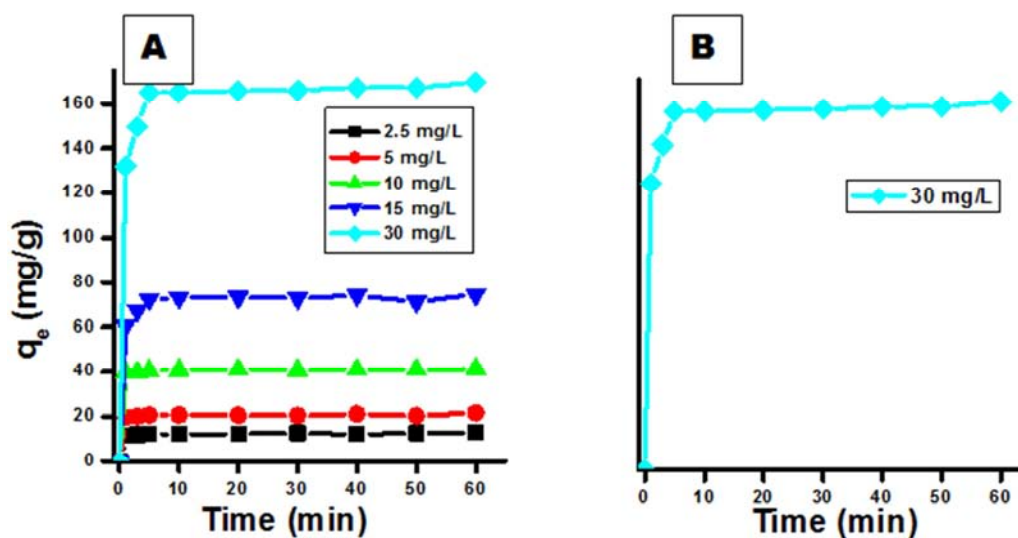 A
B
160
140
120
100
80
60
40
20
0
qe (mg/g)
2.5 mg/L
5 mg/L
10 mg/L
15 mg/L
30 mg/L
30 mg/L
0 10 20 30 40 50 60
Time (min)
0 10 20 30 40 50 60
Time (min)